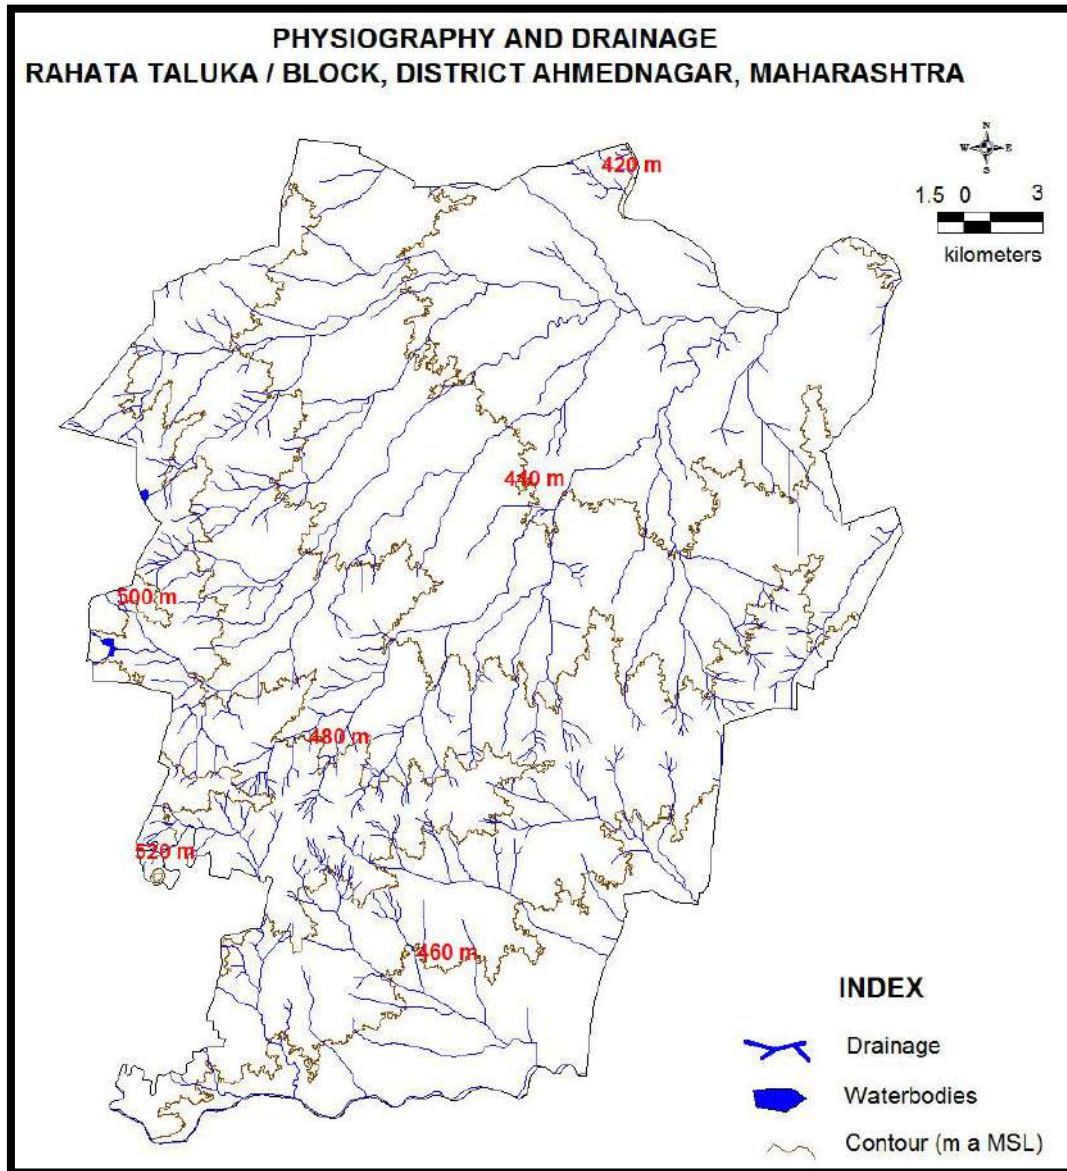 PHYSIOGRAPHY AND DRAINAGE
RAHATA TALUKA / BLOCK, DISTRICT AHMEDNAGAR, MAHARASHTRA
N
W E
S
1.5 0 3
kilometers
420 m
440 m
500 m
480 m
520 m
460 m
INDEX
Drainage
Waterbodies
Contour (m a MSL)